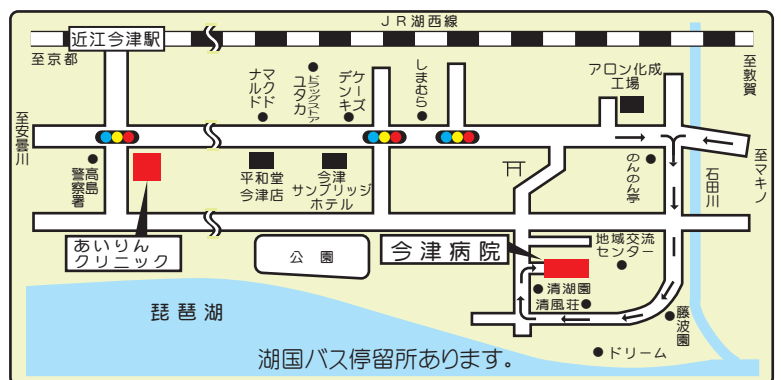 JR湖西線
近江今津駅
至京都
至敦賀
マクドナルド
ドラッグストア
ユタカ
ケーズデンキ
しまむら
アロン化成
工場
至安曇川
至マキノ
高島警察署
平和堂
今津店
今津
サンブリッジ
ホテル
のんのん亭
石田川
あいりん
クリニック
公園
今津病院
地域交流
センター
清湖園
清風荘
藤波園
琵琶湖
湖国バス停留所あります。
ドリーム